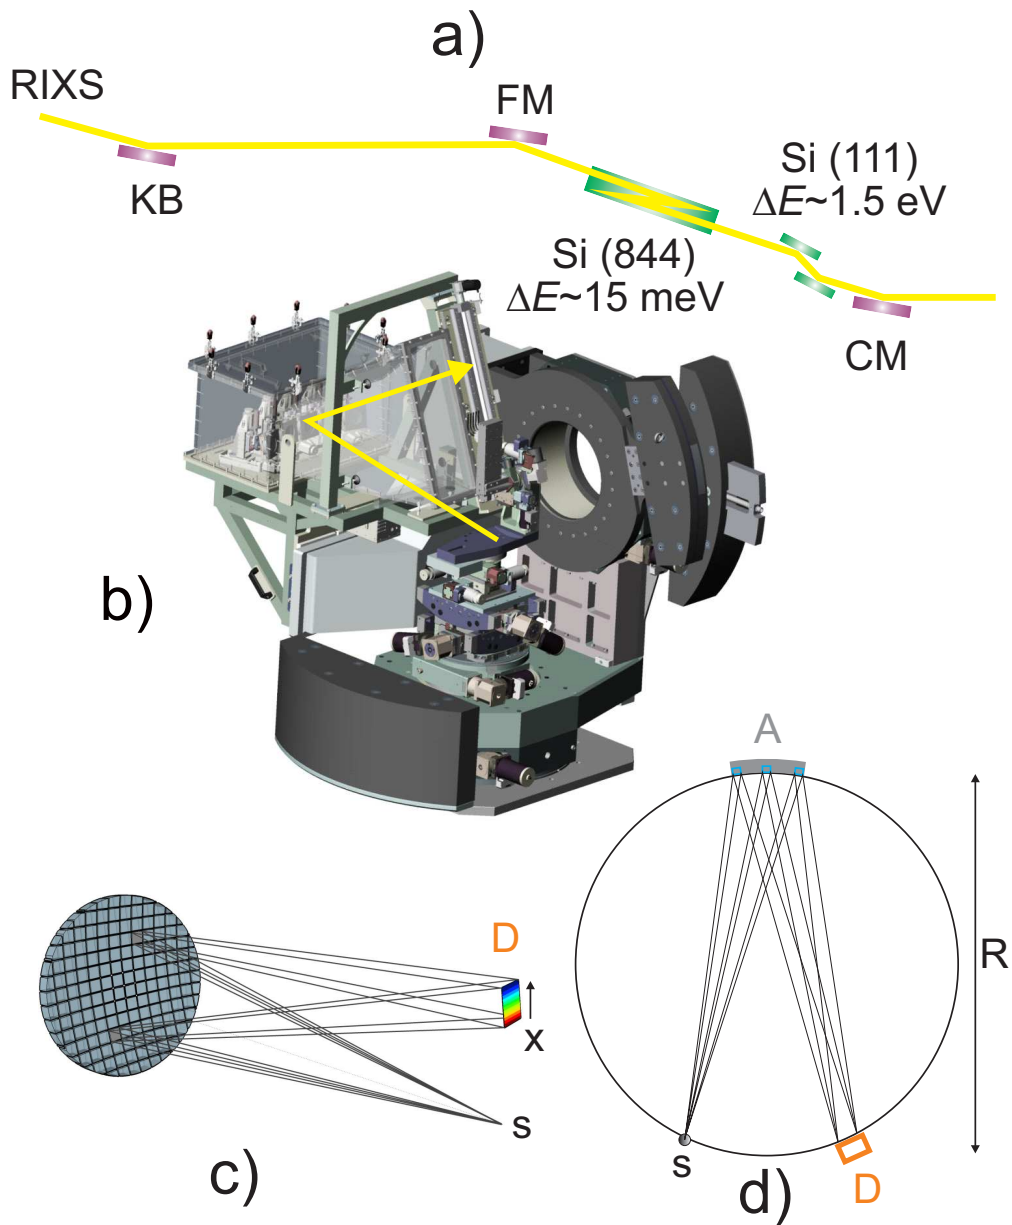 a)
RIXS
FM
KB
Si (111)
ΔE~1.5 eV
Si (844)
ΔE~15 meV
CM
b)
A
D
x
s
R
c)
s
D
d)